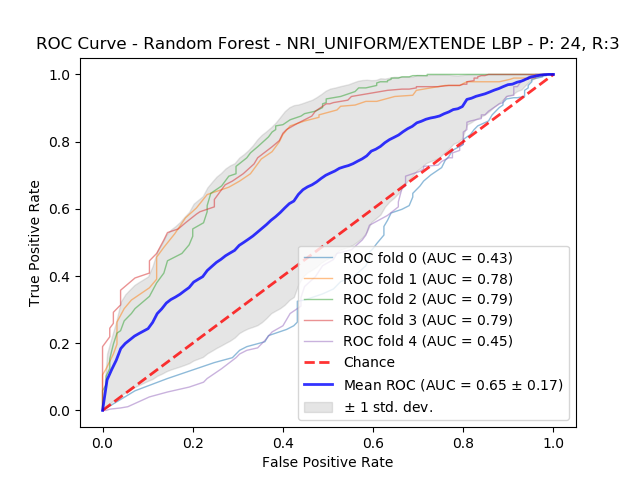 ROC Curve - Random Forest - NRI_UNIFORM/EXTENDE LBP - P: 24, R:3
1.0
0.8
0.6
0.4
0.2
0.0
True Positive Rate
ROC fold 0 (AUC = 0.43)
ROC fold 1 (AUC = 0.78)
ROC fold 2 (AUC = 0.79)
ROC fold 3 (AUC = 0.79)
ROC fold 4 (AUC = 0.45)
Chance
Mean ROC (AUC = 0.65 ± 0.17)
± 1 std. dev.
0.0 0.2 0.4 0.6 0.8 1.0
False Positive Rate